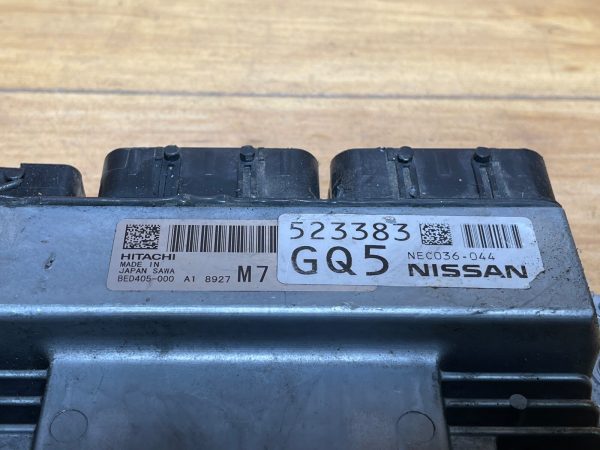 HITACHI
MADE IN
JAPAN SAWA
BED405-000 A1 8927 M7
523383
GQ5
NEC036-044
NISSAN